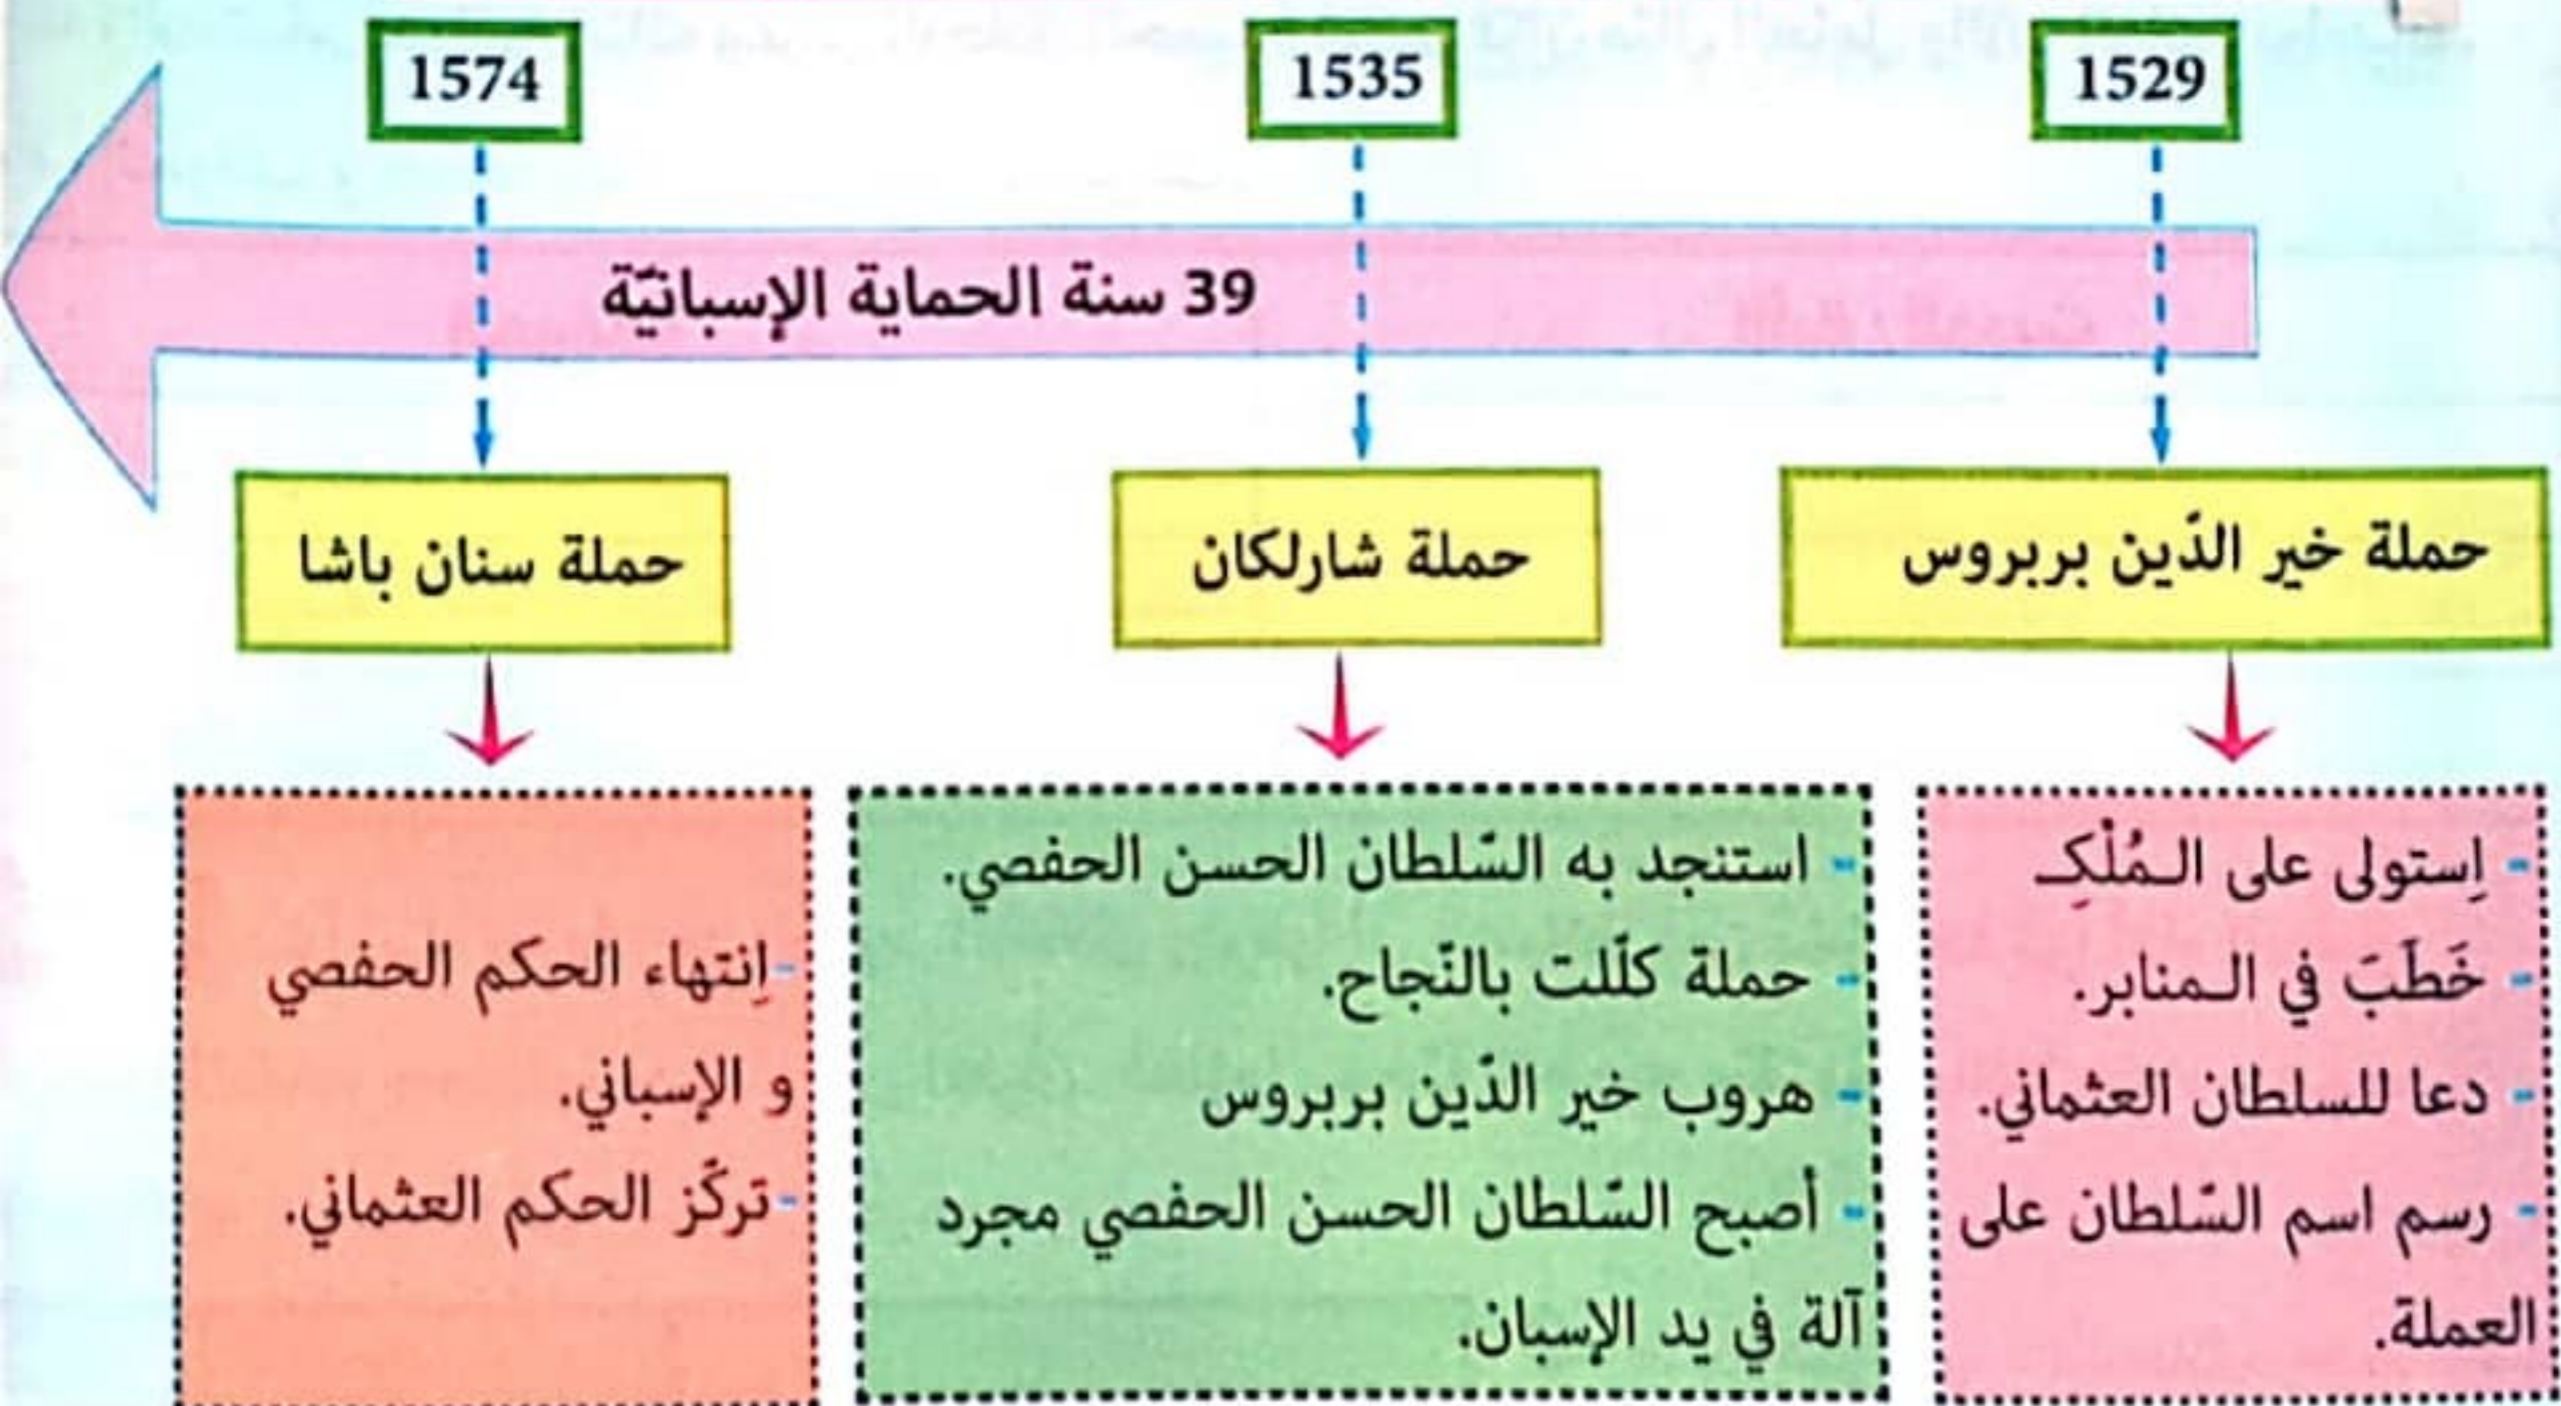 1529
1535
1574
39 سنة الحماية الإسبانيّة
حملة خير الدّين بربروس
حملة شارلكان
حملة سنان باشا
- اِستولى على الـمُلْكِـ
- خَطَبَ في الـمنابر.
- دعا للسلطان العثماني.
- رسم اسم السّلطان على
العملة.
- استنجد به السّلطان الحسن الحفصي.
- حملة كلّلت بالنّجاح.
- هروب خير الدّين بربروس
- أصبح السّلطان الحسن الحفصي مجرد
آلة في يد الإسبان.
-اِنتهاء الحكم الحفصي
و الإسباني.
-تركّز الحكم العثماني.